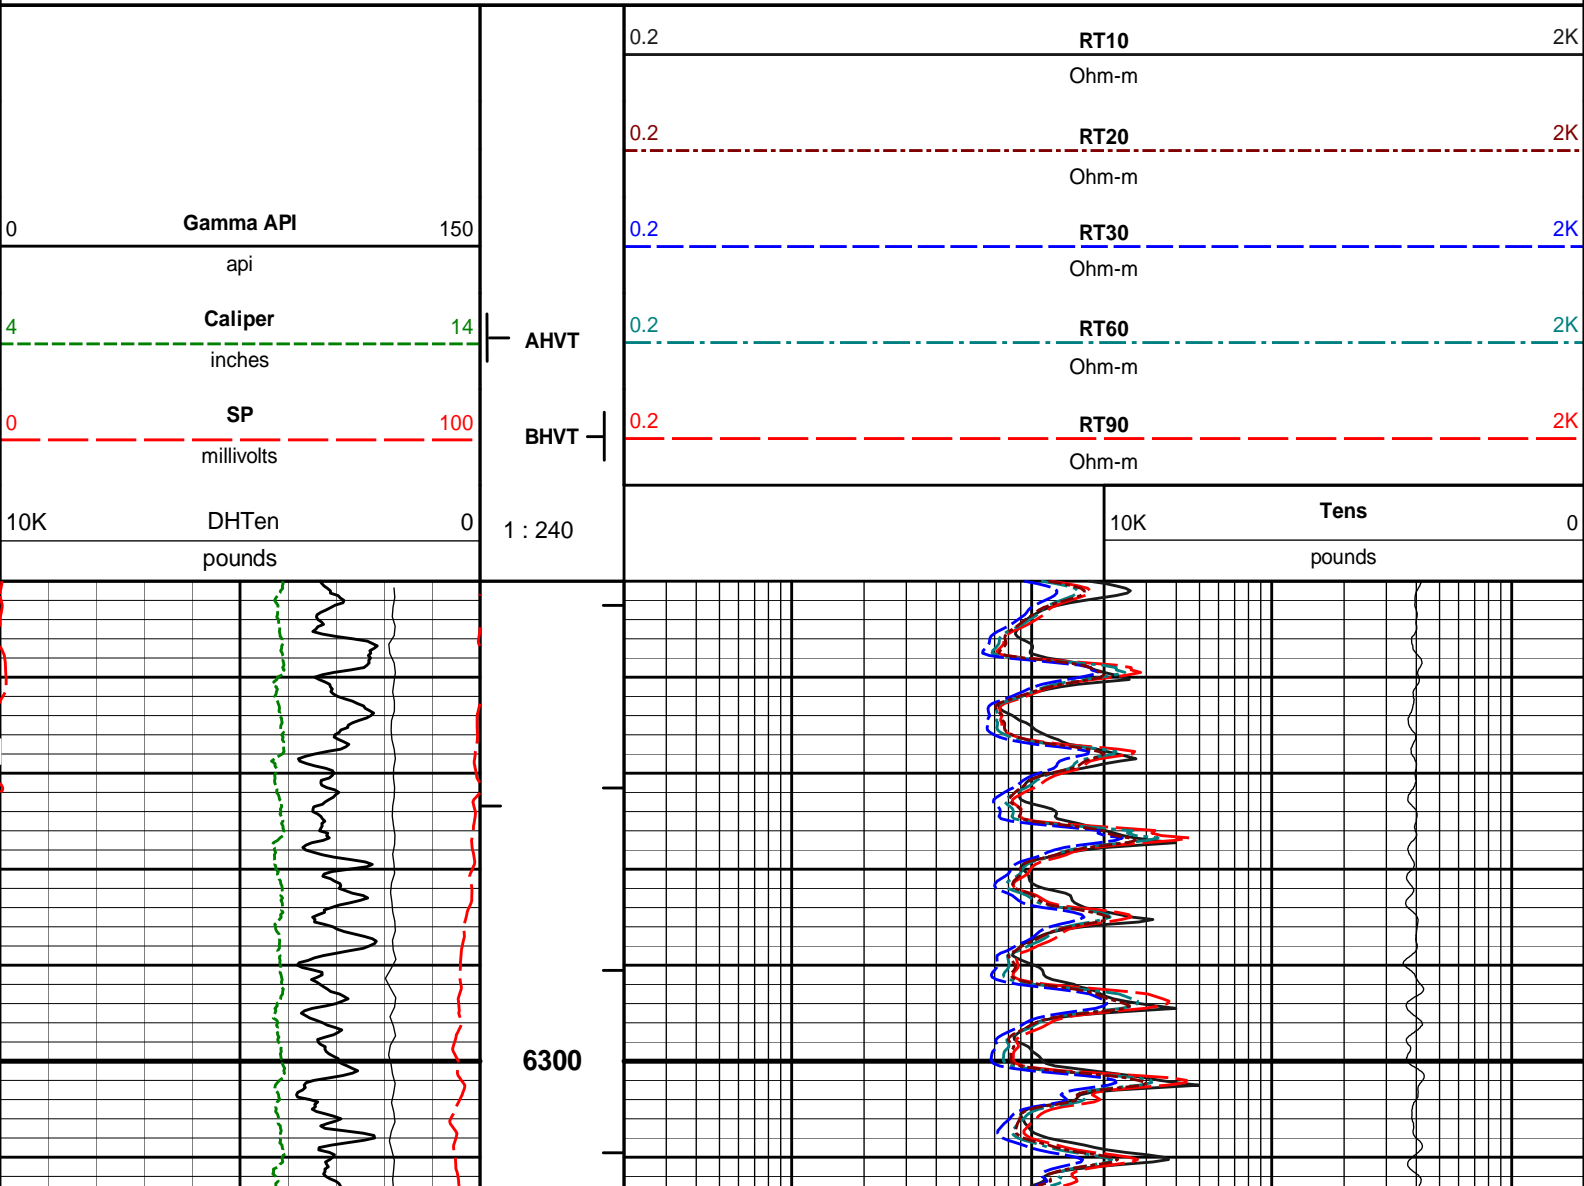 0.2 RT10 2K
Ohm-m
0.2 RT20 2K
Ohm-m
0 Gamma API 150
api
0.2 RT30 2K
Ohm-m
4 Caliper 14
inches
AHVT
0.2 RT60 2K
Ohm-m
0 SP 100
millivolts
BHVT
0.2 RT90 2K
Ohm-m
10K DHTen 0
pounds
1 : 240
10K Tens 0
pounds
6300